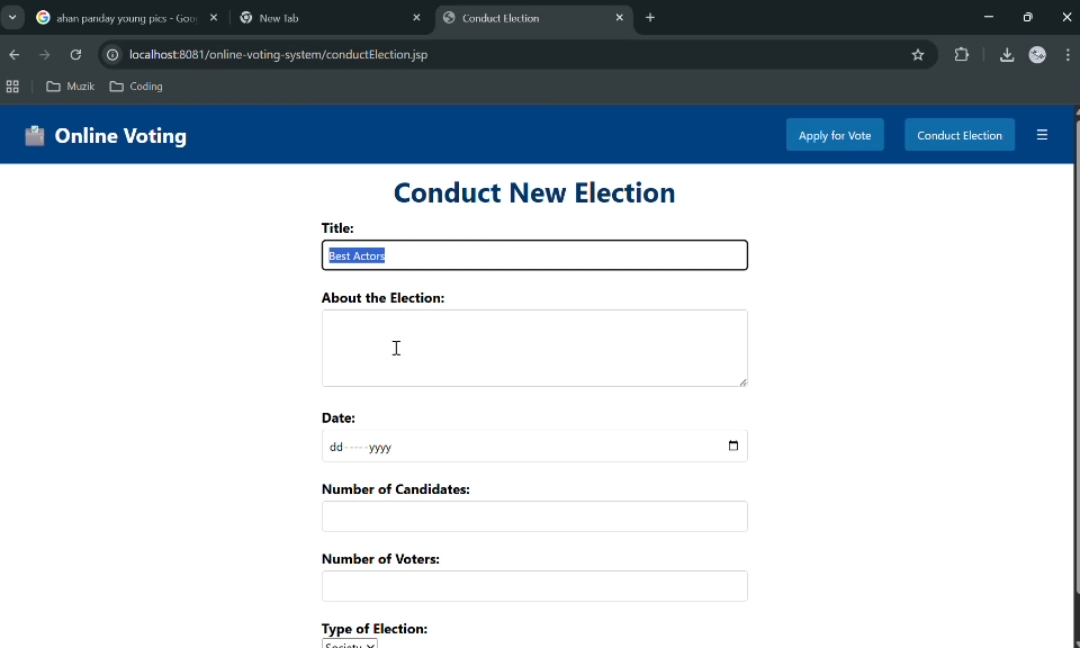 ahan panday young pics - Goo
New Tab
Conduct Election
localhost:8081/online-voting-system/conductElection.jsp
Muzik
Coding
Online Voting
Apply for Vote
Conduct Election
Conduct New Election
Title:
Best Actors
About the Election:
Date:
dd-----yyyy
Number of Candidates:
Number of Voters:
Type of Election:
Society